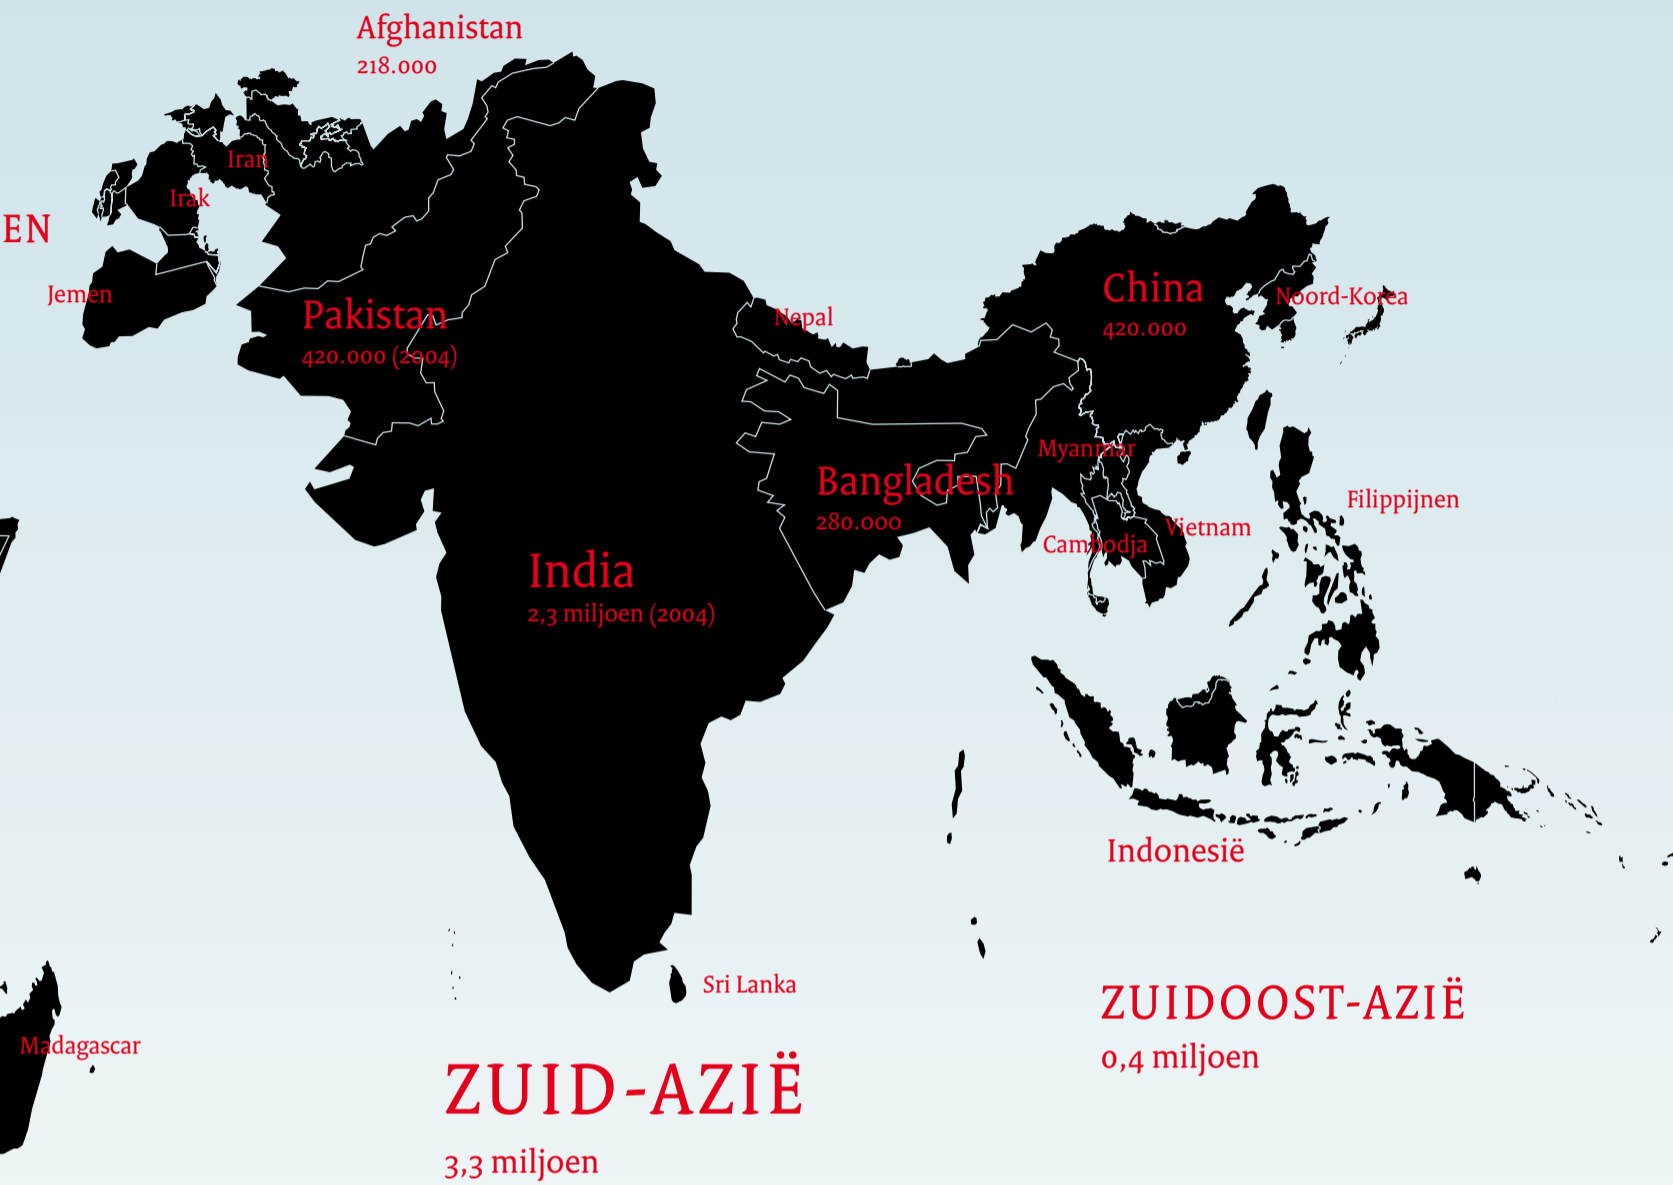 Afghanistan
218.000
Iran
Irak
EN
Jemen
Pakistan
420.000 (2004)
Nepal
China
420.000
Noord-Korea
Myanmar
Bangladesh
280.000
Filippijnen
Vietnam
Cambodja
India
2,3 miljoen (2004)
Indonesië
Sri Lanka
ZUIDOOST-AZIË
0,4 miljoen
Madagascar
ZUID-AZIË
3,3 miljoen